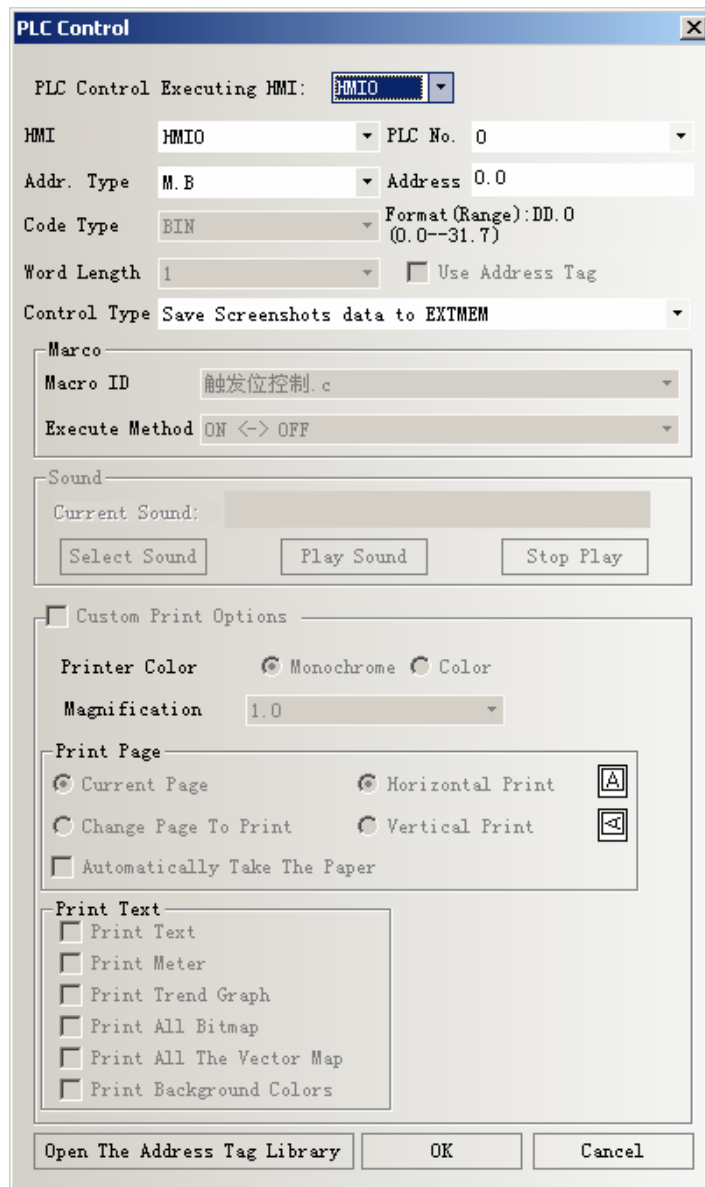 PLC Control
PLC Control Executing HMI: HMI0
HMI HMI0 PLC No. 0
Addr. Type M.B Address 0.0
Code Type BIN Format(Range):DD.O
(0.0--31.7)
Word Length 1 Use Address Tag
Control Type Save Screenshots data to EXTMEM
Marco
Macro ID 触发位控制.c
Execute Method ON <-> OFF
Sound
Current Sound:
Select Sound Play Sound Stop Play
Custom Print Options
Printer Color Monochrome Color
Magnification 1.0
Print Page
Current Page Horizontal Print A
Change Page To Print Vertical Print A
Automatically Take The Paper
Print Text
Print Text
Print Meter
Print Trend Graph
Print All Bitmap
Print All The Vector Map
Print Background Colors
Open The Address Tag Library OK Cancel